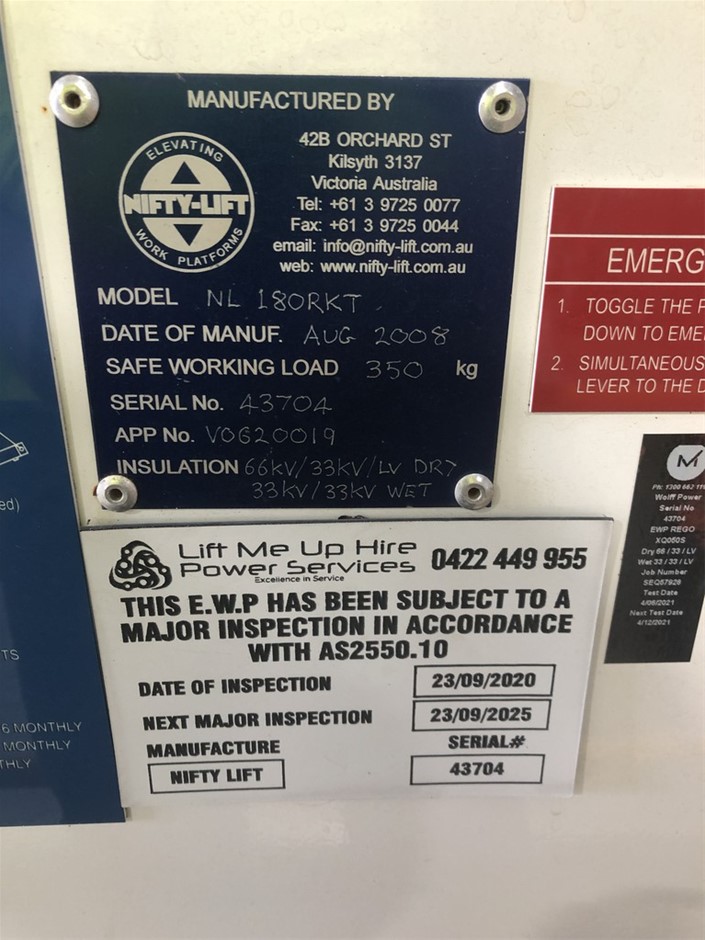 MANUFACTURED BY
ELEVATING
NIFTY-LIFT
WORK PLATFORMS
42B ORCHARD ST
Kilsyth 3137
Victoria Australia
Tel: +61 3 9725 0077
Fax: +61 3 9725 0044
email: info@nifty-lift.com.au
web: www.nifty-lift.com.au
MODEL NL 180RKT
DATE OF MANUF. AUG 2008
SAFE WORKING LOAD 350 kg
SERIAL No. 43704
APP No. V0620019
INSULATION 66kV/33kV/LV DRY
33kV/33kV WET
Lift Me Up Hire
Power Services
Excellence in Service
0422 449 955
THIS E.W.P HAS BEEN SUBJECT TO A
MAJOR INSPECTION IN ACCORDANCE
WITH AS2550.10
DATE OF INSPECTION 23/09/2020
NEXT MAJOR INSPECTION 23/09/2025
MANUFACTURE SERIAL#
NIFTY LIFT 43704
EMERG
1. TOGGLE THE
DOWN TO EME
2. SIMULTANEOUS
LEVER TO THE D
M
Wolff Power
Serial No
43704
EWP REGO
XQ050S
Dry 66 / 33 / LV
Wet 33 / 33 / LV
Job Number
SEQ57928
Test Date
4/06/2021
Next Test Date
4/12/2021
ed)
TS
6 MONTHLY
MONTHLY
THLY